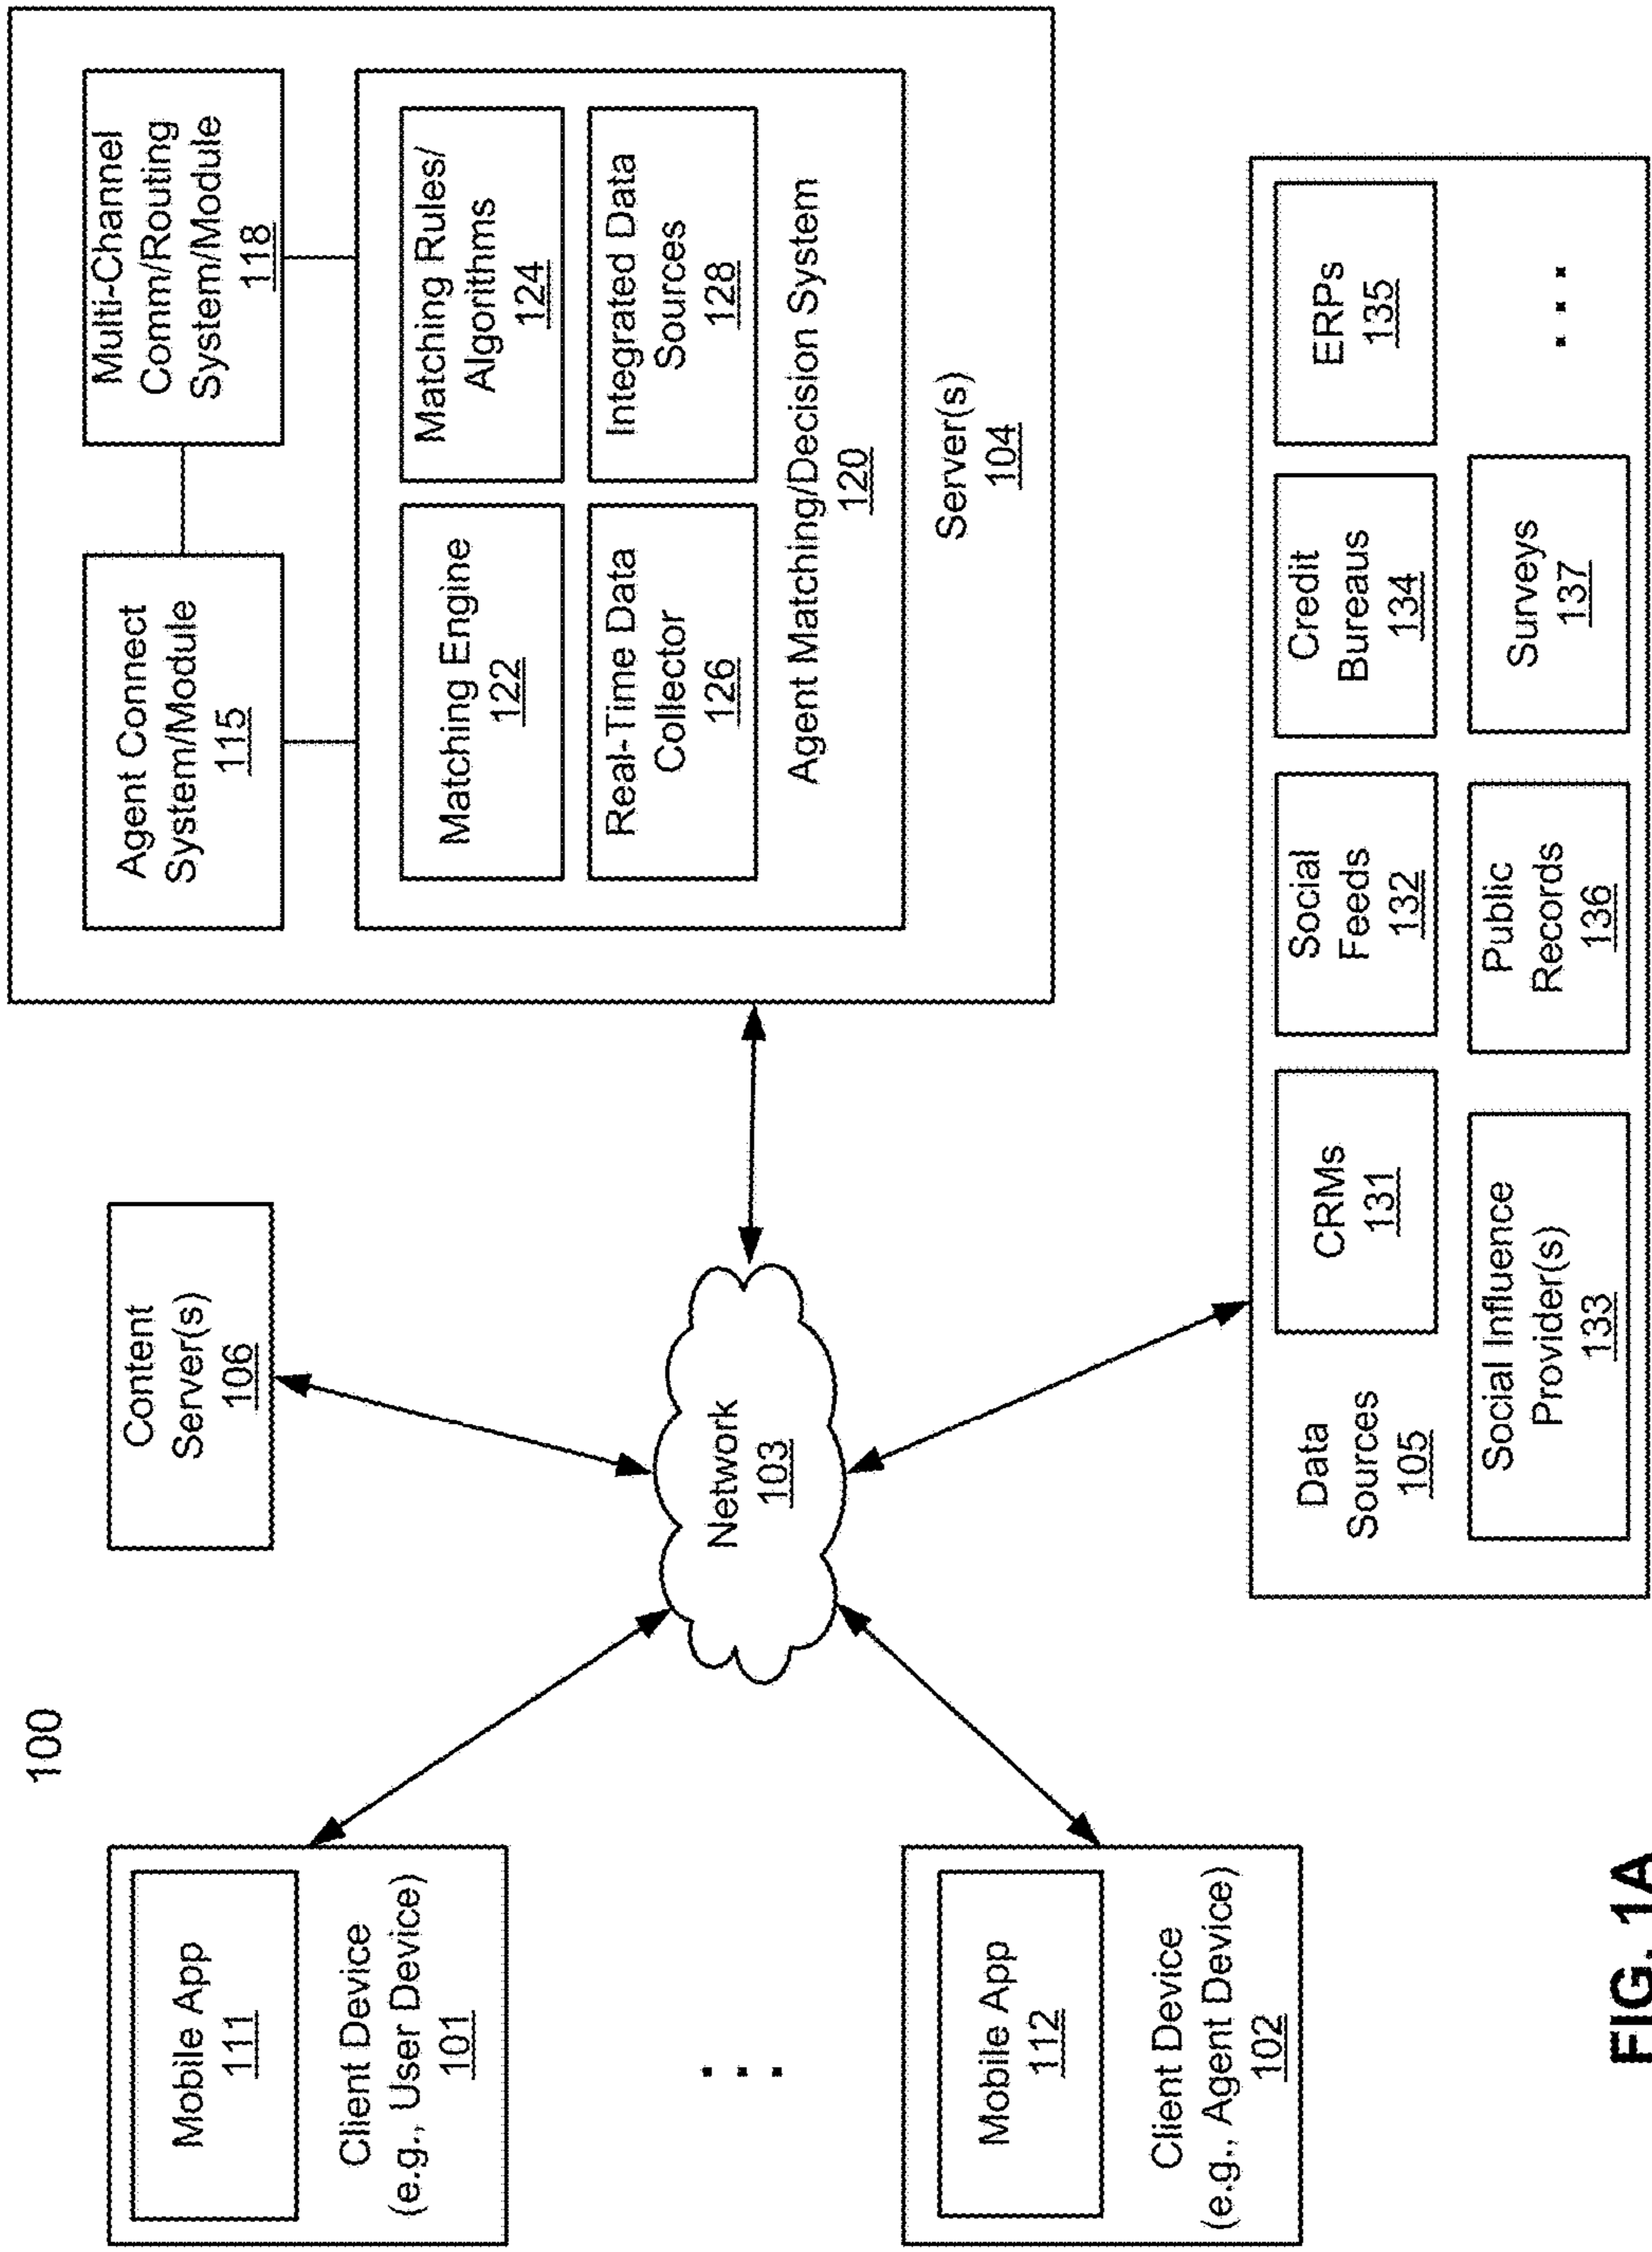 100
Mobile App
111
Client Device
(e.g., User Device)
101
. . .
Mobile App
112
Client Device
(e.g., Agent Device)
102
Content
Server(s)
106
Network
103
Agent Connect
System/Module
115
Multi-Channel
Comm/Routing
System/Module
118
Matching Engine
122
Matching Rules/
Algorithms
124
Real-Time Data
Collector
126
Integrated Data
Sources
128
Agent Matching/Decision System
120
Server(s)
104
Data
Sources
105
CRMs
131
Social
Feeds
132
Credit
Bureaus
134
ERPs
135
Social Influence
Provider(s)
133
Public
Records
136
Surveys
137
. . .
FIG. 1A